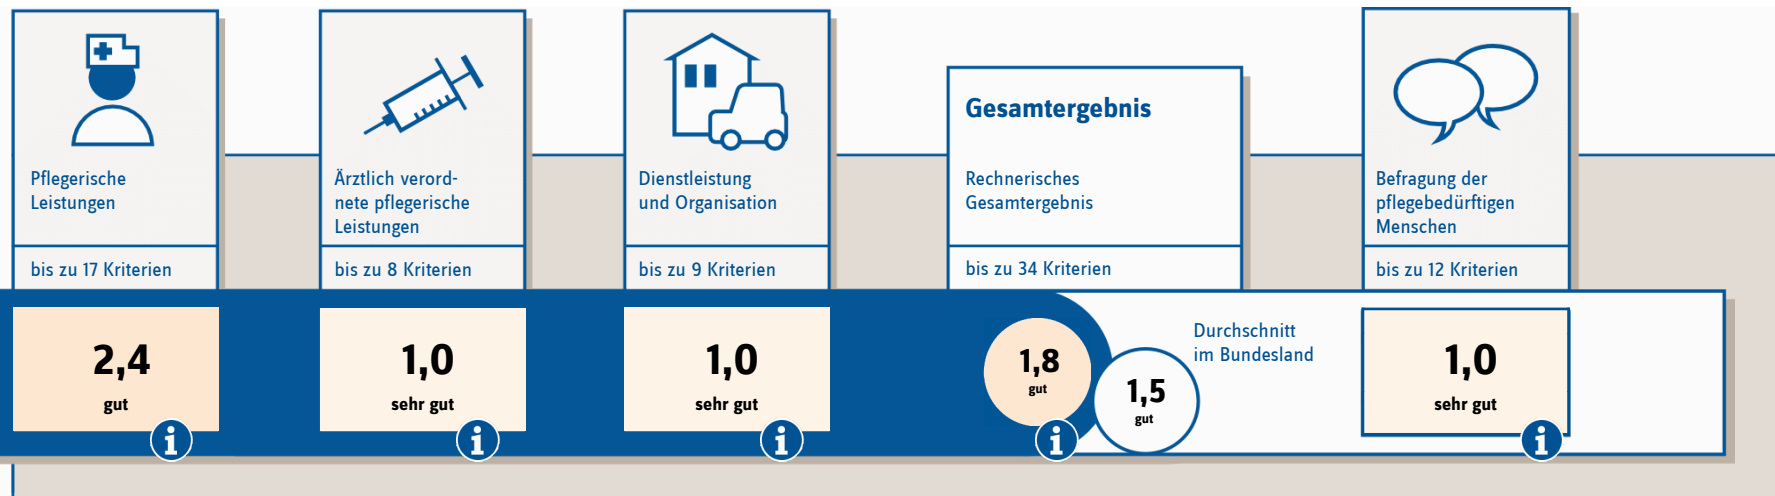 Pflegerische
Leistungen
bis zu 17 Kriterien
2,4
gut
i
Ärztlich verord-
nete pflegerische
Leistungen
bis zu 8 Kriterien
1,0
sehr gut
i
Dienstleistung
und Organisation
bis zu 9 Kriterien
1,0
sehr gut
i
Gesamtergebnis
Rechnerisches
Gesamtergebnis
bis zu 34 Kriterien
1,8
gut
i
1,5
gut
Durchschnitt
im Bundesland
Befragung der
pflegebedürftigen
Menschen
bis zu 12 Kriterien
1,0
sehr gut
i